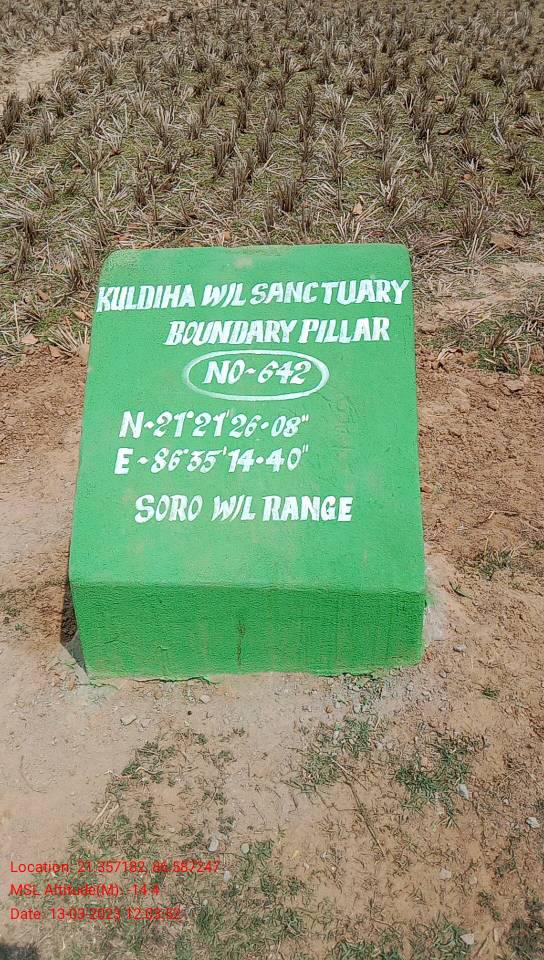 KULDIHA W/L SANCTUARY
BOUNDARY PILLAR
NO-642
N-21°21'26.08"
E-86°35'14.40"
SORO W/L RANGE
Location: 21.357182, 86.587247
MSL Altitude(M): -14.4
Date: 13-03-2023 12:03:52